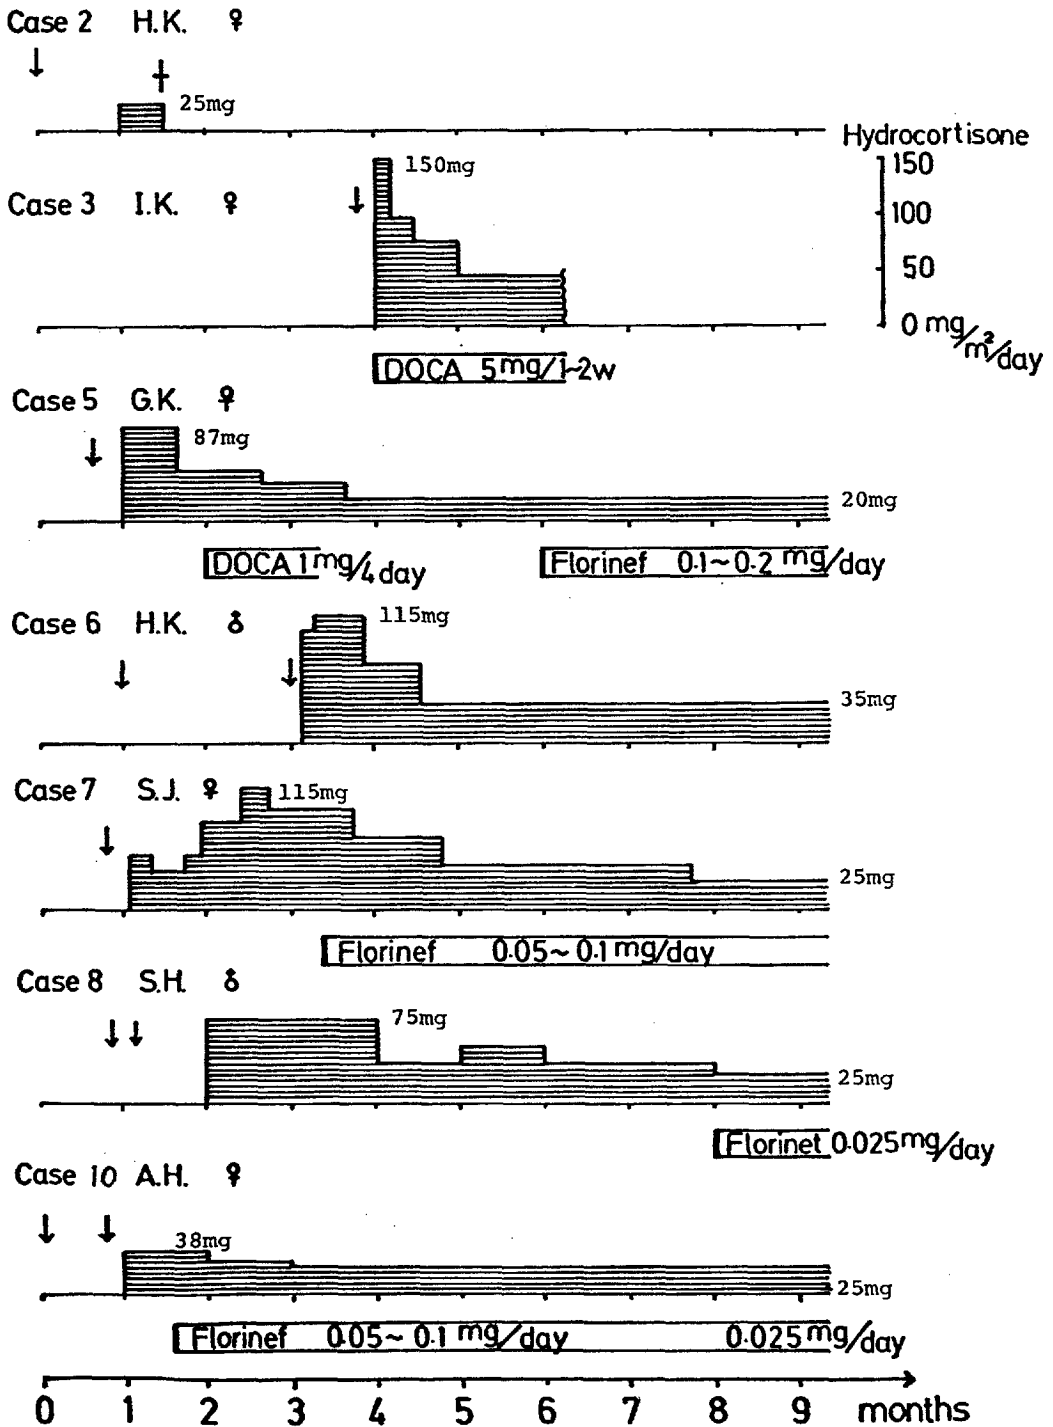 Case 2 H.K. ♀
25mg
Hydrocortisone
150
100
50
0 mg/m²/day
Case 3 I.K. ♀
150mg
DOCA 5mg/1~2w
Case 5 G.K. ♀
87mg
20mg
DOCA 1mg/4day
Florinef 0.1~0.2 mg/day
Case 6 H.K. ♂
115mg
35mg
Case 7 S.J. ♀
115mg
25mg
Florinef 0.05~0.1 mg/day
Case 8 S.H. ♂
75mg
25mg
Florinet 0.025mg/day
Case 10 A.H. ♀
38mg
25mg
Florinef 0.05~0.1 mg/day 0.025mg/day
0 1 2 3 4 5 6 7 8 9 months